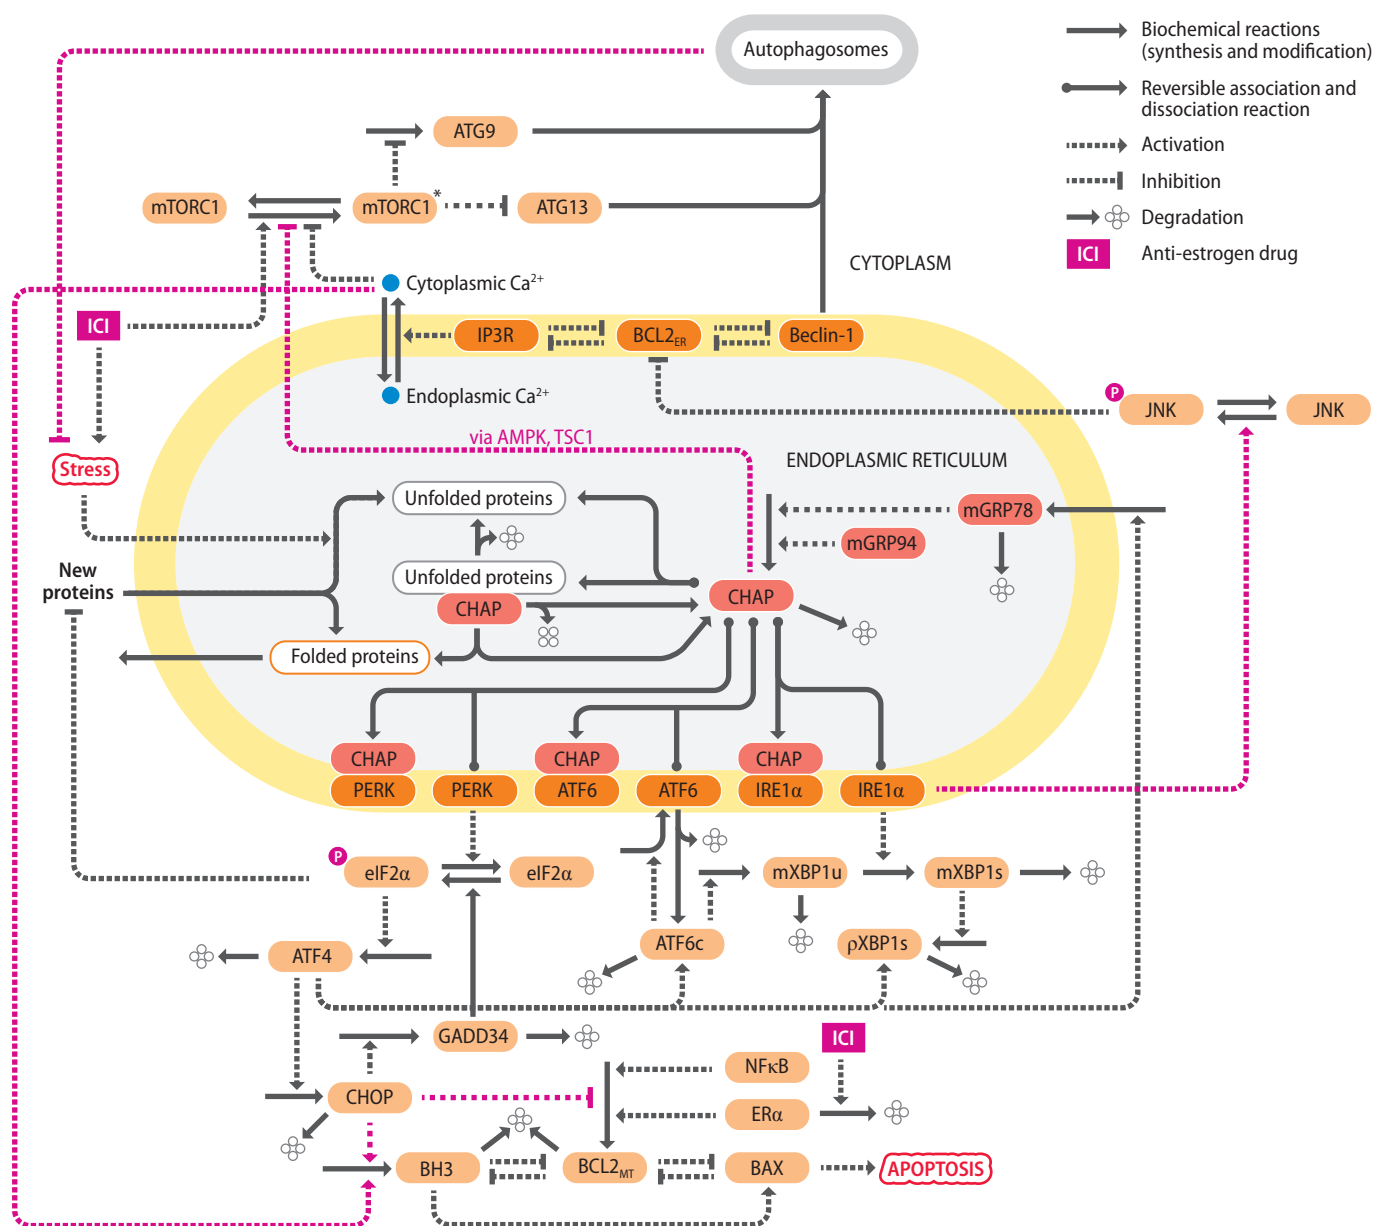 Autophagosomes
Biochemical reactions
(synthesis and modification)
Reversible association and
dissociation reaction
Activation
Inhibition
Degradation
ICI
Anti-estrogen drug
ATG9
mTORC1
mTORC1*
ATG13
CYTOPLASM
Cytoplasmic Ca²⁺
ICI
IP3R
BCL2ER
Beclin-1
Endoplasmic Ca²⁺
P
JNK
JNK
via AMPK, TSC1
ENDOPLASMIC RETICULUM
Stress
Unfolded proteins
mGRP78
mGRP94
New
proteins
Unfolded proteins
CHAP
CHAP
Folded proteins
CHAP
CHAP
CHAP
PERK
PERK
ATF6
ATF6
IRE1α
IRE1α
P
eIF2α
eIF2α
mXBP1u
mXBP1s
ATF4
ATF6c
ρXBP1s
GADD34
ICI
NFκB
CHOP
ERα
BH3
BCL2MT
BAX
APOPTOSIS